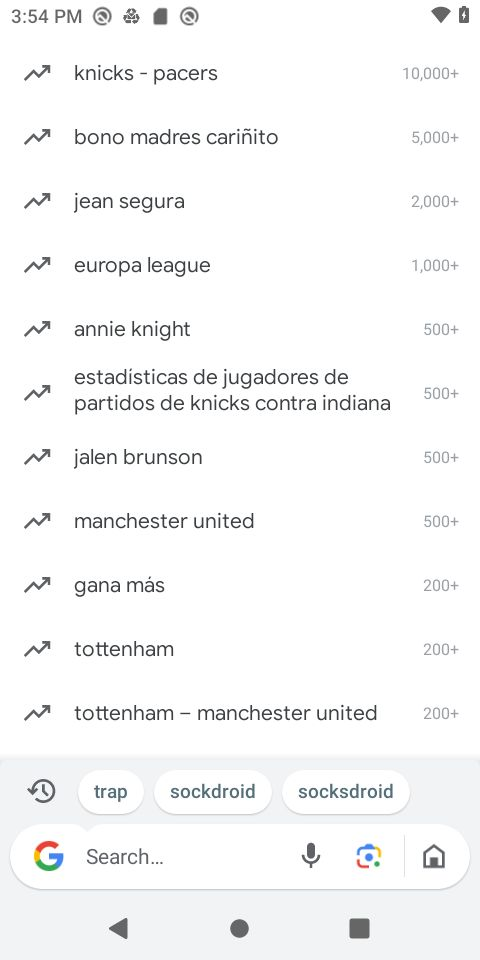 3:54 PM
knicks - pacers 10,000+
bono madres cariñito 5,000+
jean segura 2,000+
europa league 1,000+
annie knight 500+
estadísticas de jugadores de
partidos de knicks contra indiana 500+
jalen brunson 500+
manchester united 500+
gana más 200+
tottenham 200+
tottenham – manchester united 200+
trap sockdroid socksdroid
Search...